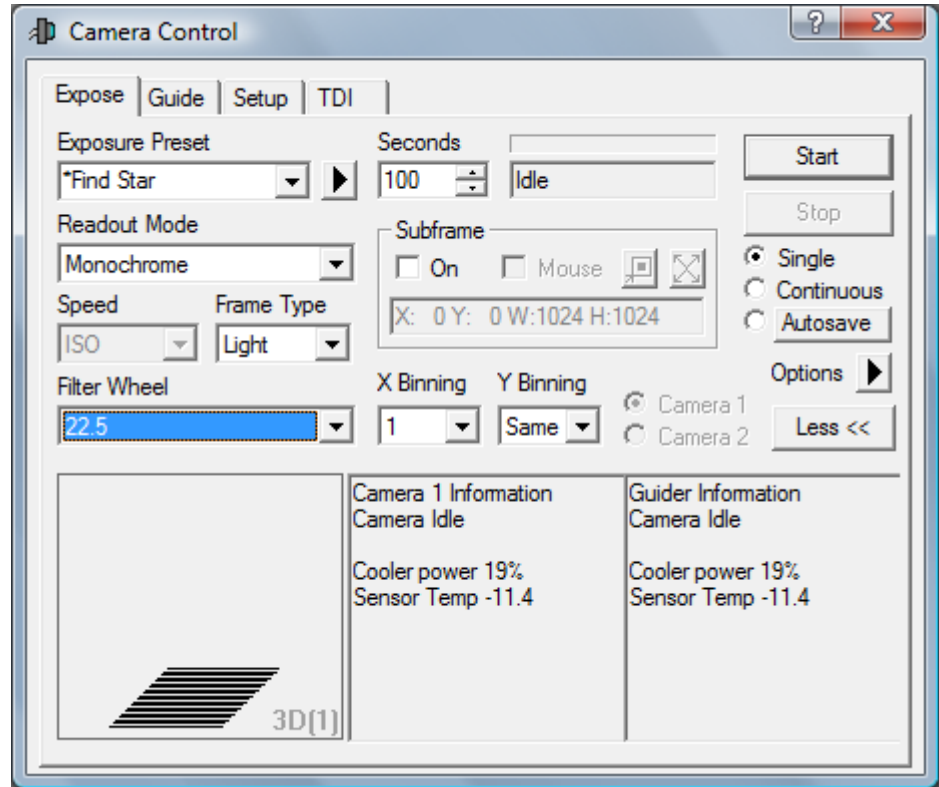 Camera Control
?
X
Expose Guide Setup TDI
Exposure Preset
*Find Star
Seconds
100
Idle
Start
Stop
Readout Mode
Monochrome
Subframe
On Mouse
X: 0 Y: 0 W:1024 H:1024
Single
Continuous
Autosave
Speed
ISO
Frame Type
Light
Options
Filter Wheel
22.5
X Binning
1
Y Binning
Same
Camera 1
Camera 2
Less <<
3D(1)
Camera 1 Information
Camera Idle
Cooler power 19%
Sensor Temp -11.4
Guider Information
Camera Idle
Cooler power 19%
Sensor Temp -11.4